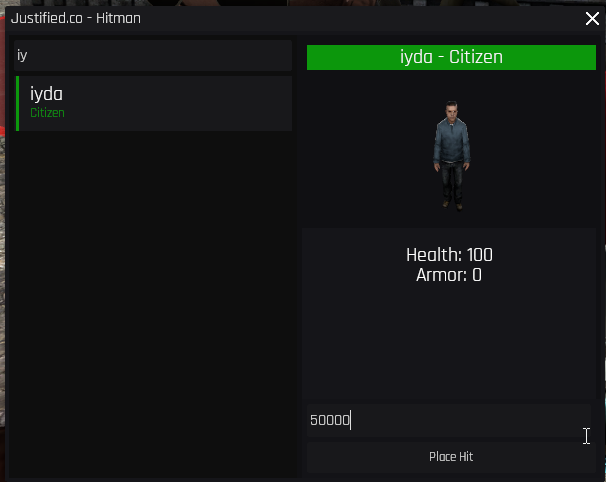 Justified.co - Hitman
iy
iyda
Citizen
iyda - Citizen
Health: 100
Armor: 0
50000
Place Hit